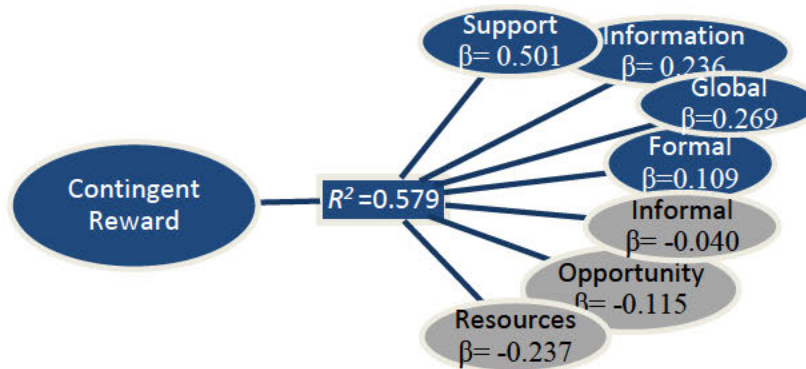 Support
β= 0.501
Information
β= 0.236
Global
β=0.269
Formal
β=0.109
Contingent
Reward
R² =0.579
Informal
β= -0.040
Opportunity
β= -0.115
Resources
β= -0.237